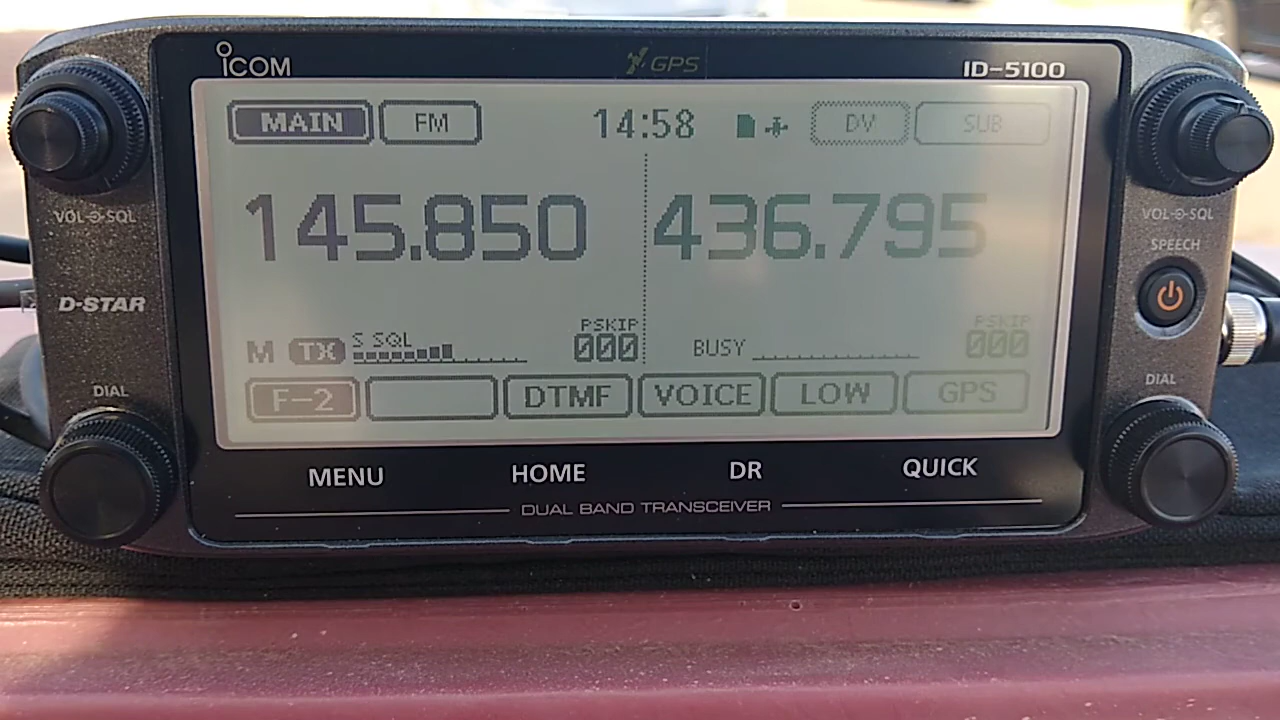 ICOM GPS ID-5100
MAIN FM 14:58 DV SUB
145.850 436.795
VOL SQL VOL SQL
SPEECH
D-STAR
PSKIP PSKIP
M TX S SQL 000 BUSY 000
DIAL DIAL
F-2 DTMF VOICE LOW GPS
MENU HOME DR QUICK
DUAL BAND TRANSCEIVER